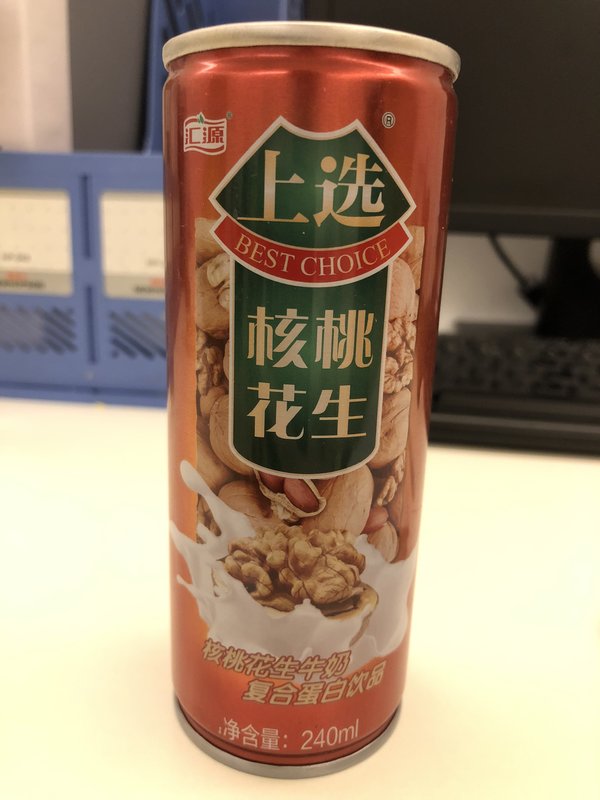 汇源
上选
BEST CHOICE
核桃
花生
核桃花生牛奶
复合蛋白饮品
净含量：240ml